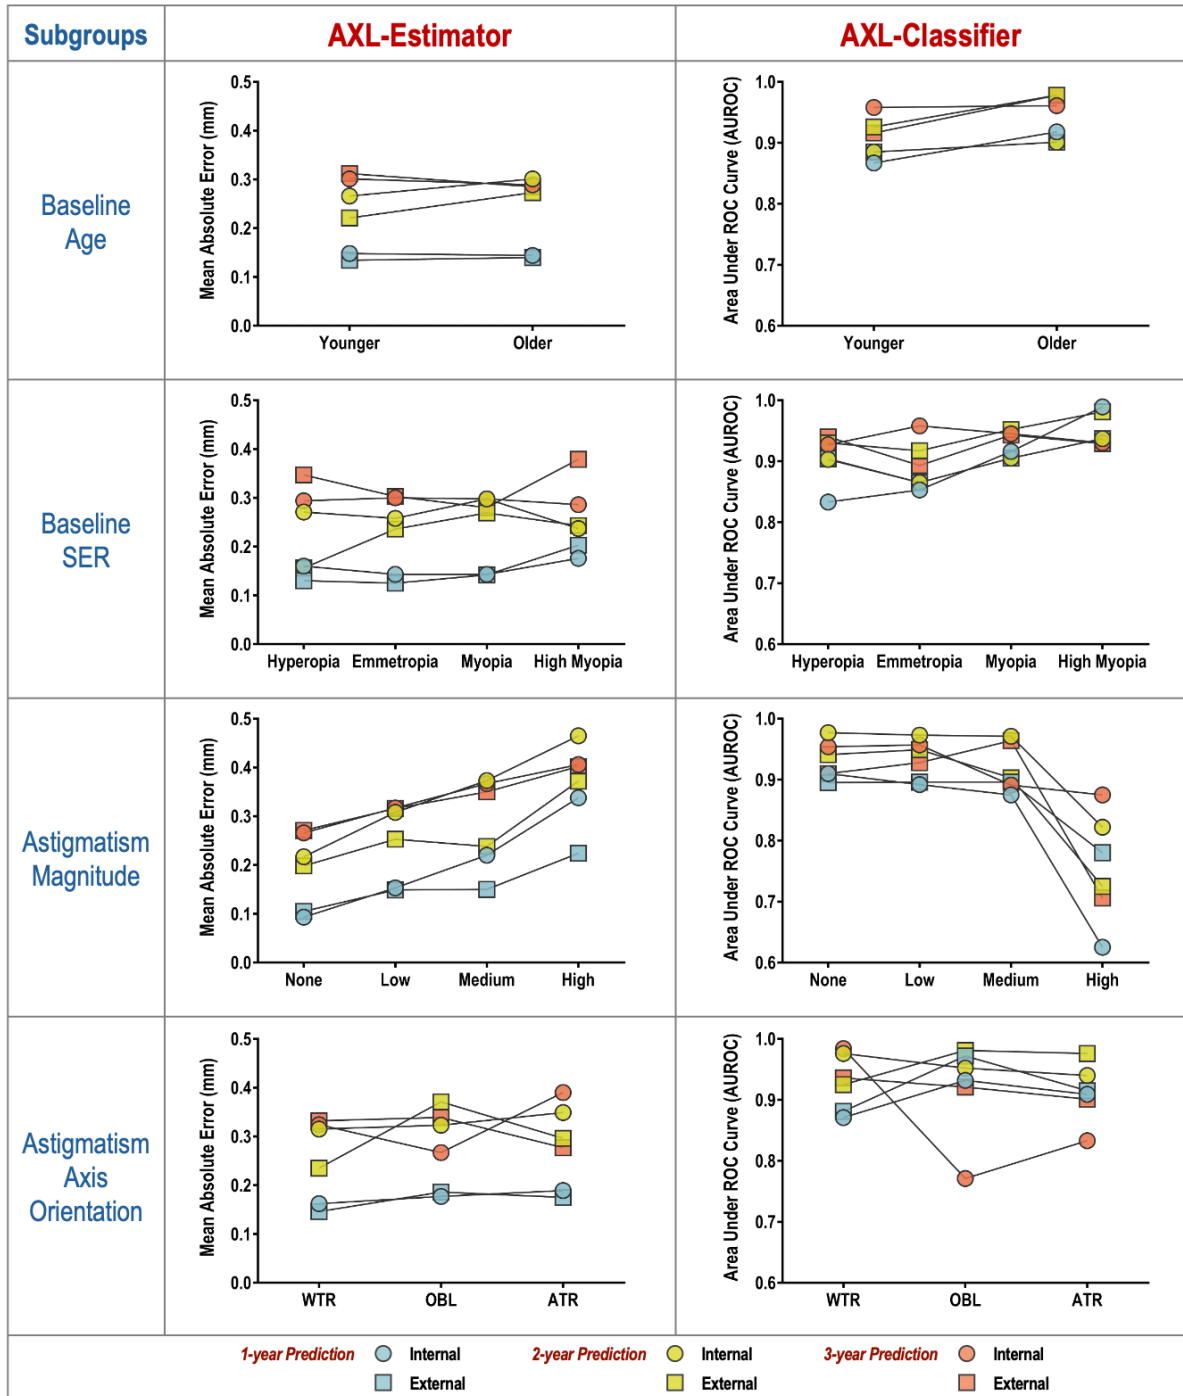 Subgroups
AXL-Estimator
AXL-Classifier
Baseline
Age
Mean Absolute Error (mm)
0.5
0.4
0.3
0.2
0.1
0.0
Younger Older
Area Under ROC Curve (AUROC)
1.0
0.9
0.8
0.7
0.6
Younger Older
Baseline
SER
Mean Absolute Error (mm)
0.5
0.4
0.3
0.2
0.1
0.0
Hyperopia Emmetropia Myopia High Myopia
Area Under ROC Curve (AUROC)
1.0
0.9
0.8
0.7
0.6
Hyperopia Emmetropia Myopia High Myopia
Astigmatism
Magnitude
Mean Absolute Error (mm)
0.5
0.4
0.3
0.2
0.1
0.0
None Low Medium High
Area Under ROC Curve (AUROC)
1.0
0.9
0.8
0.7
0.6
None Low Medium High
Astigmatism
Axis
Orientation
Mean Absolute Error (mm)
0.5
0.4
0.3
0.2
0.1
0.0
WTR OBL ATR
Area Under ROC Curve (AUROC)
1.0
0.9
0.8
0.7
0.6
WTR OBL ATR
1-year Prediction Internal 2-year Prediction Internal 3-year Prediction Internal
External External External